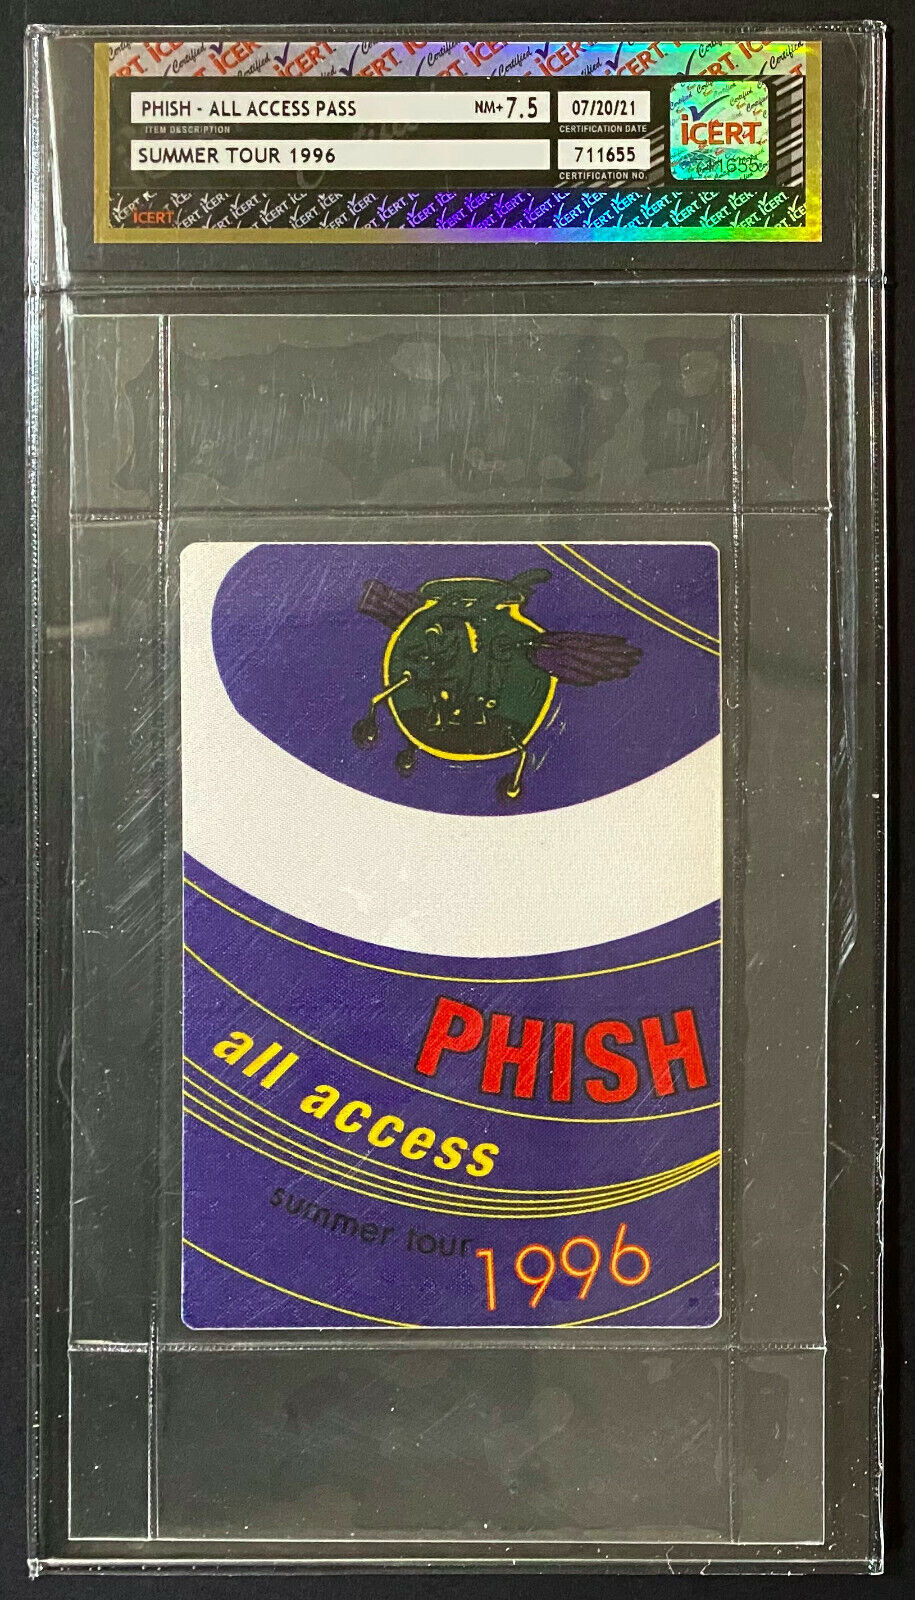 PHISH - ALL ACCESS PASS NM+ 7.5 07/20/21
ITEM DESCRIPTION CERTIFICATION DATE
SUMMER TOUR 1996 711655
CERTIFICATION NO.
iCERT
iCERT
PHISH
all access
summer tour
1996